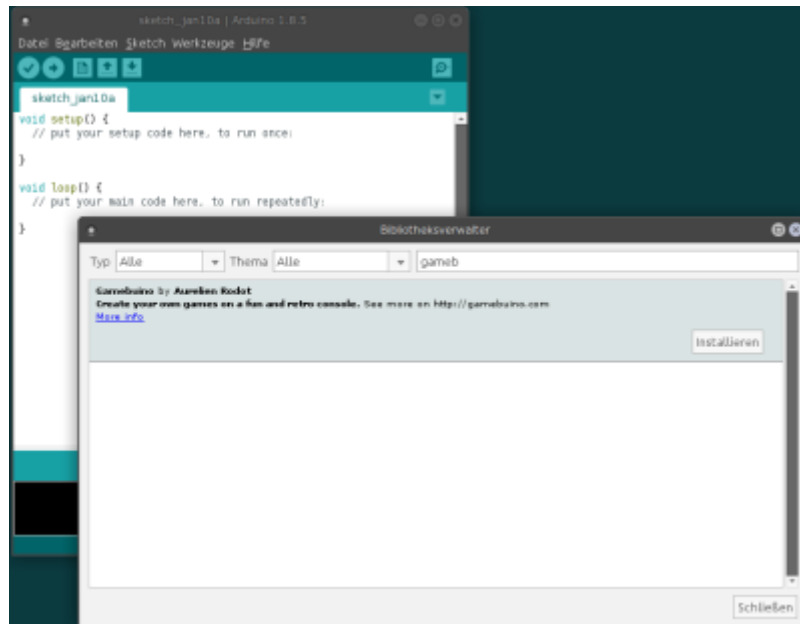 sketch_jan10a | Arduino 1.8.5
Datei Bearbeiten Sketch Werkzeuge Hilfe
sketch_jan10a
void setup() {
// put your setup code here, to run once:
}
void loop() {
// put your main code here, to run repeatedly:
}
Bibliotheksverwalter
Typ Alle Thema Alle gameb
Gamebuino by Aurelien Rodot
Create your own games on a fun and retro console. See more on http://gamebuino.com
More info
Installieren
Schließen